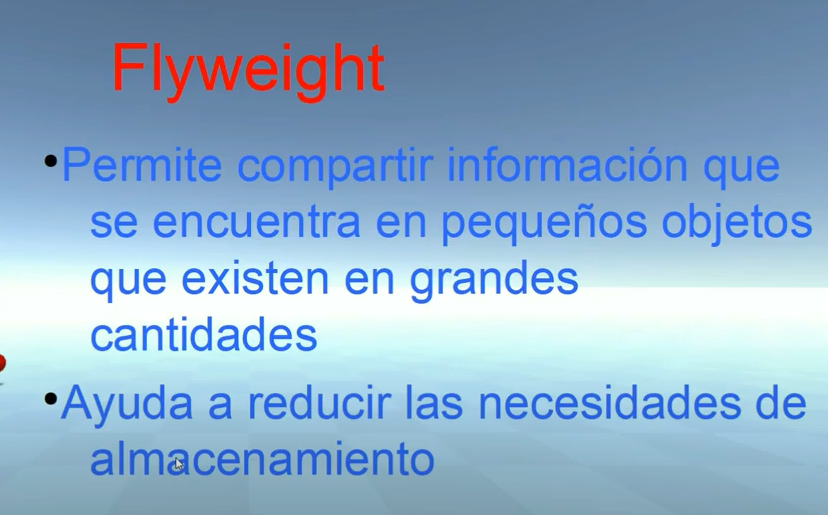 Flyweight
•Permite compartir información que
se encuentra en pequeños objetos
que existen en grandes
cantidades
•Ayuda a reducir las necesidades de
almacenamiento